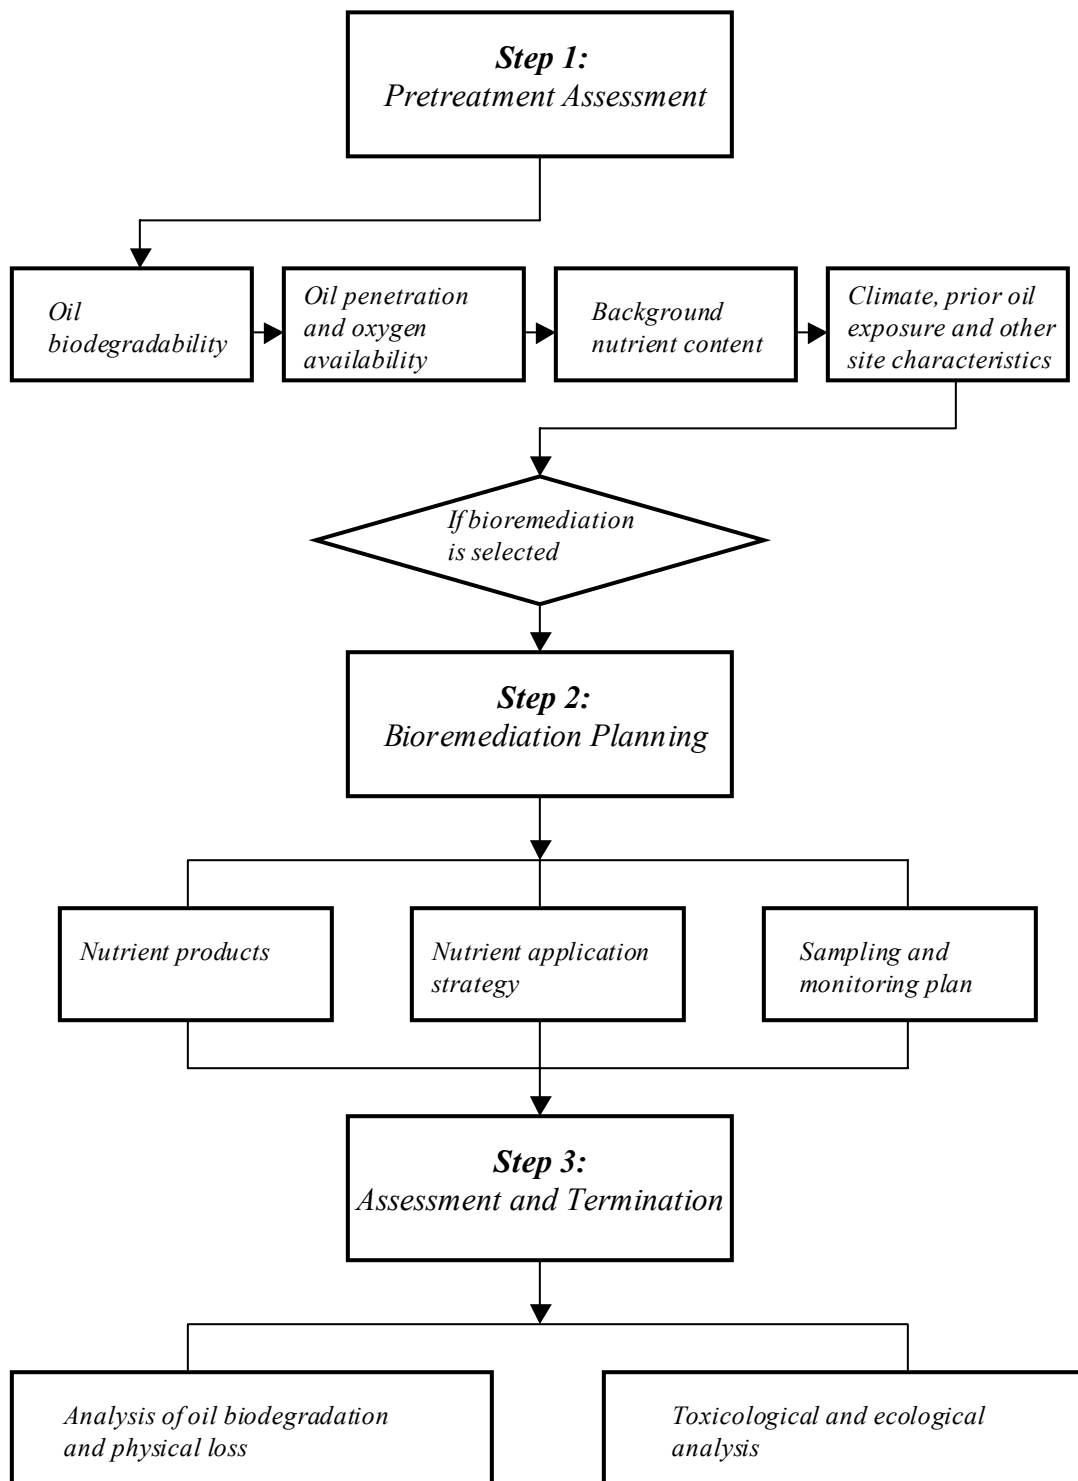 Step 1:
Pretreatment Assessment
Oil
biodegradability
Oil penetration
and oxygen
availability
Background
nutrient content
Climate, prior oil
exposure and other
site characteristics
If bioremediation
is selected
Step 2:
Bioremediation Planning
Nutrient products
Nutrient application
strategy
Sampling and
monitoring plan
Step 3:
Assessment and Termination
Analysis of oil biodegradation
and physical loss
Toxicological and ecological
analysis